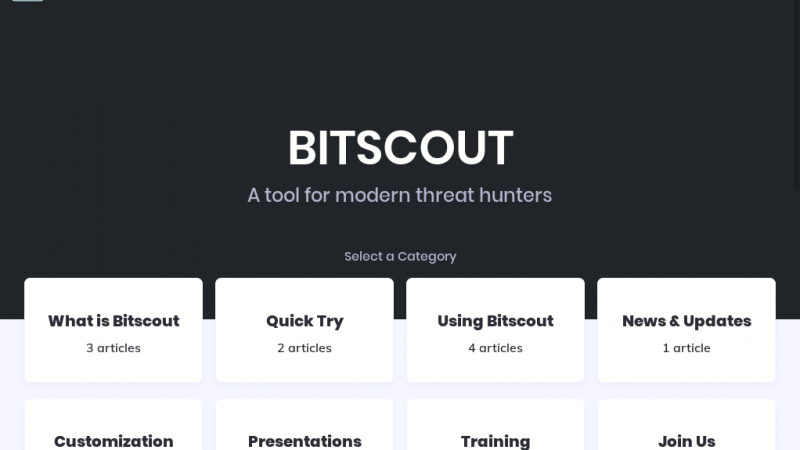 BITSCOUT
A tool for modern threat hunters
Select a Category
What is Bitscout
3 articles
Quick Try
2 articles
Using Bitscout
4 articles
News & Updates
1 article
Customization
Presentations
Training
Join Us